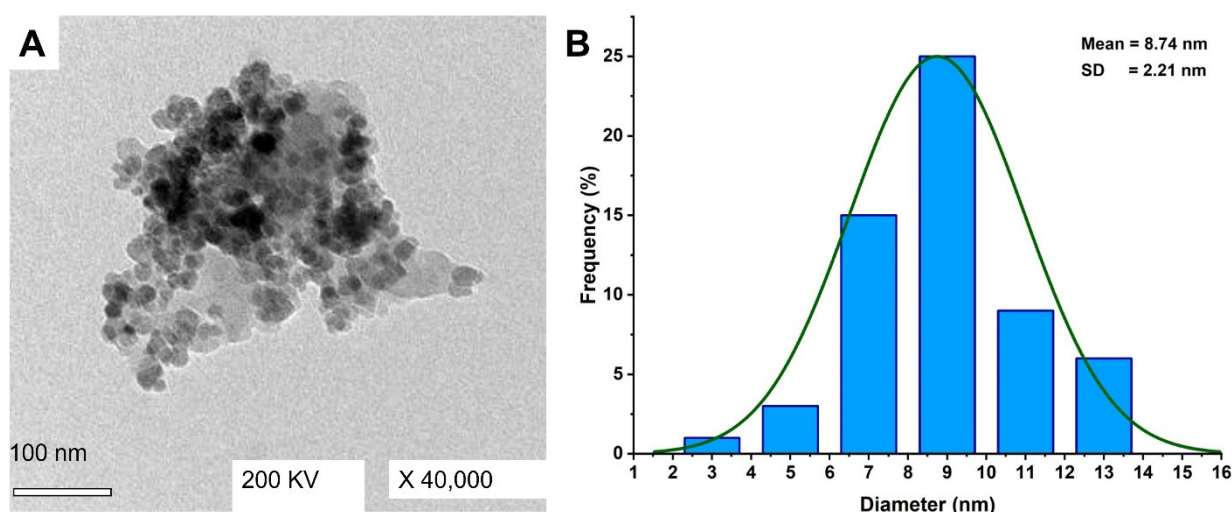 A
100 nm
200 KV
X 40,000
B
Mean = 8.74 nm
SD = 2.21 nm
Frequency (%)
25
20
15
10
5
0
1 2 3 4 5 6 7 8 9 10 11 12 13 14 15 16
Diameter (nm)